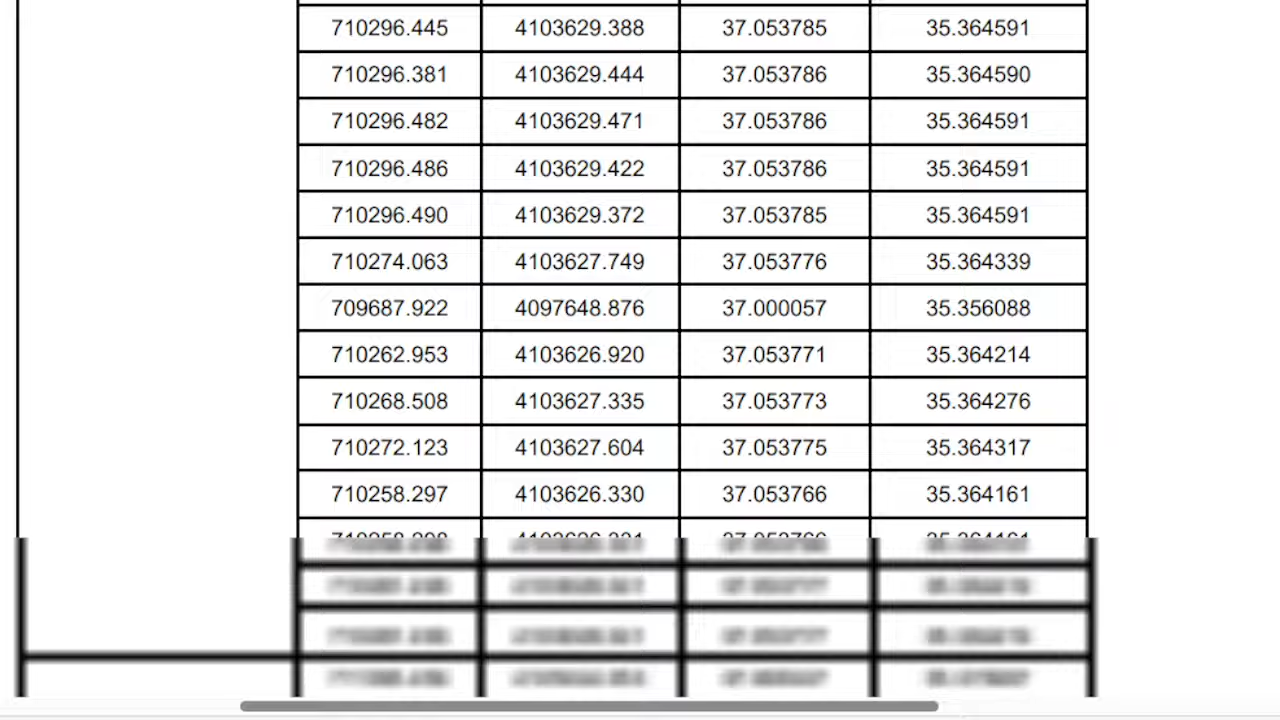 710296.445 4103629.388 37.053785 35.364591
710296.381 4103629.444 37.053786 35.364590
710296.482 4103629.471 37.053786 35.364591
710296.486 4103629.422 37.053786 35.364591
710296.490 4103629.372 37.053785 35.364591
710274.063 4103627.749 37.053776 35.364339
709687.922 4097648.876 37.000057 35.356088
710262.953 4103626.920 37.053771 35.364214
710268.508 4103627.335 37.053773 35.364276
710272.123 4103627.604 37.053775 35.364317
710258.297 4103626.330 37.053766 35.364161